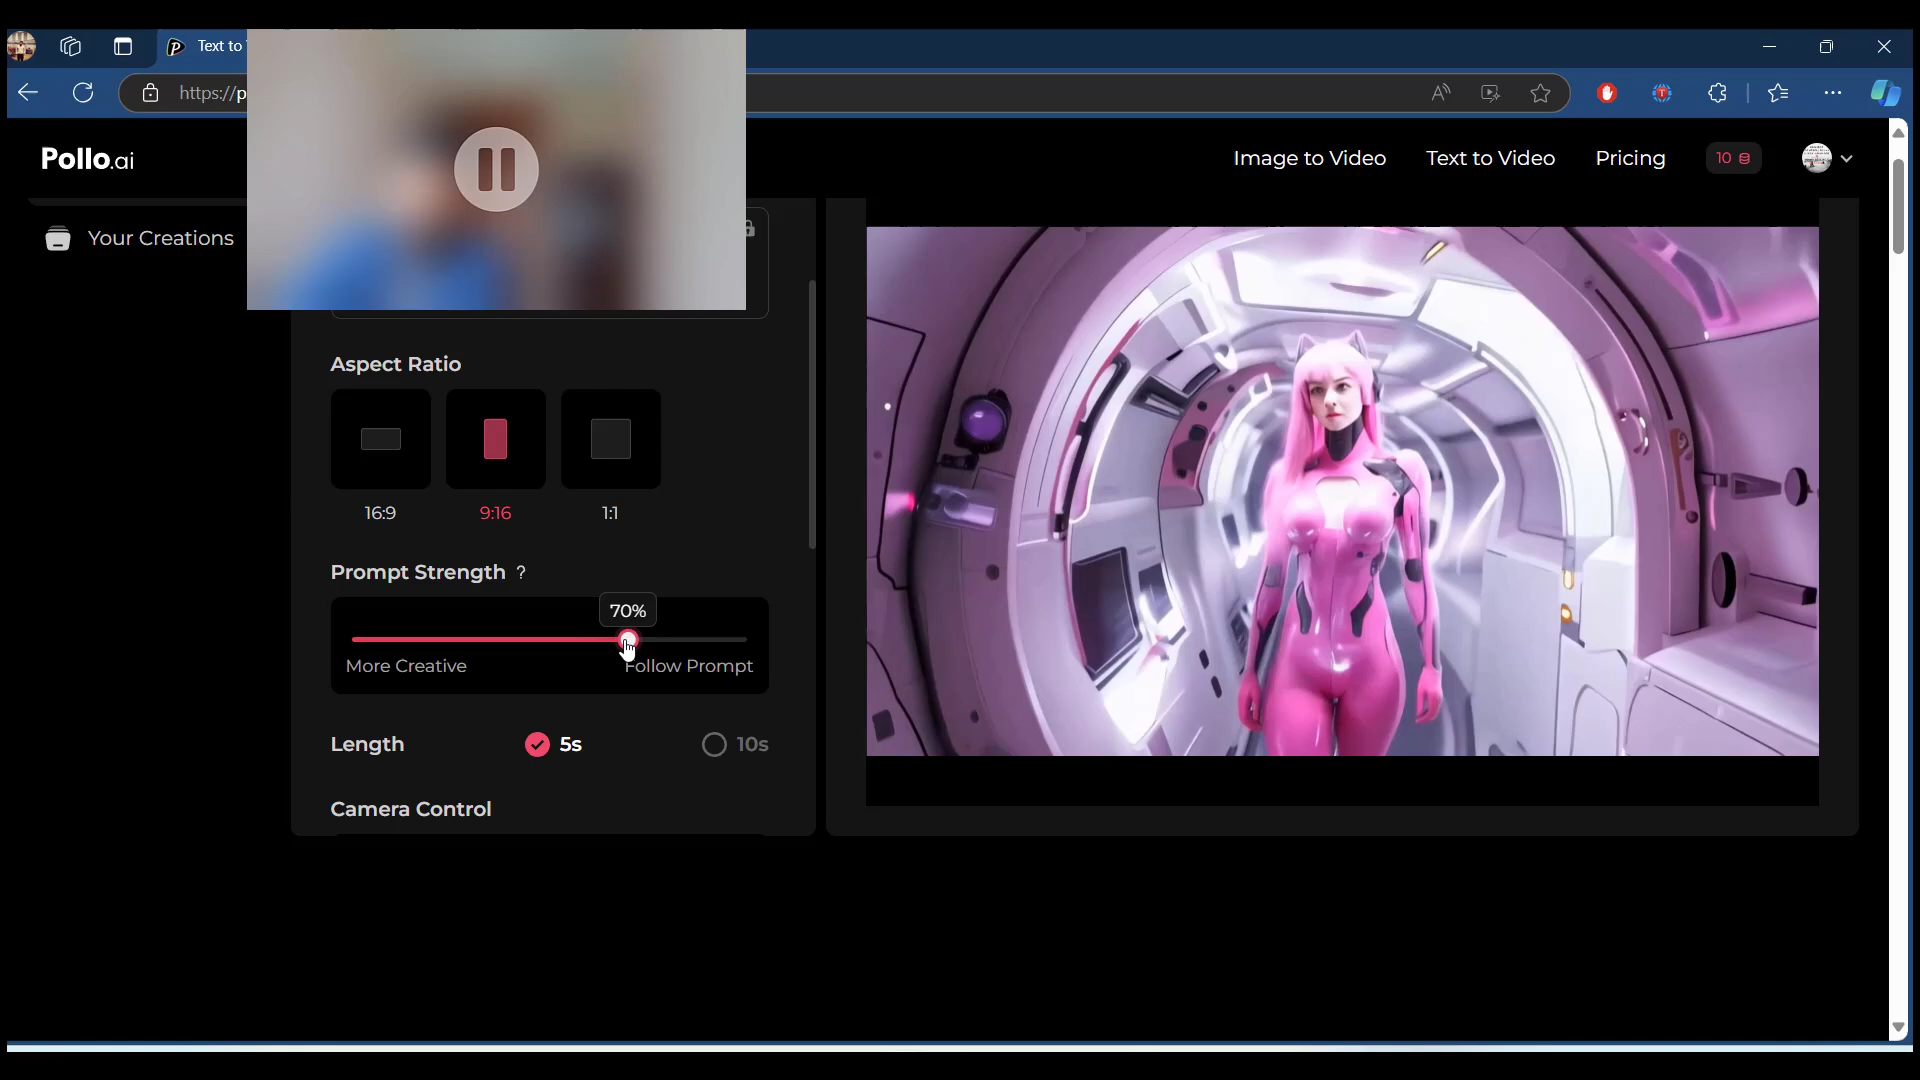 Text to
https://p
Pollo.ai
Image to Video
Text to Video
Pricing
10
Your Creations
Aspect Ratio
16:9
9:16
1:1
Prompt Strength ?
70%
More Creative
Follow Prompt
Length
5s
10s
Camera Control